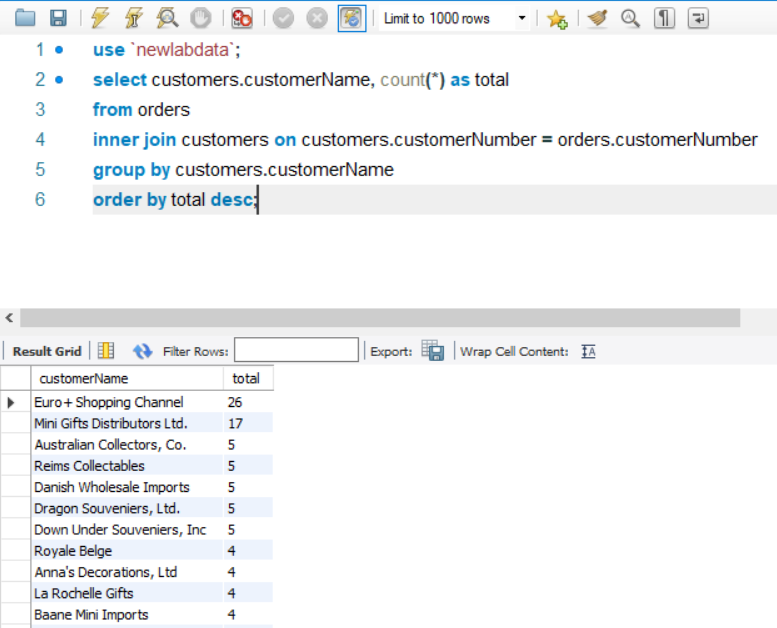 Limit to 1000 rows
1 use `newlabdata`;
2 select customers.customerName, count(*) as total
3 from orders
4 inner join customers on customers.customerNumber = orders.customerNumber
5 group by customers.customerName
6 order by total desc;
Result Grid Filter Rows: Export: Wrap Cell Content: IA
customerName total
Euro+ Shopping Channel 26
Mini Gifts Distributors Ltd. 17
Australian Collectors, Co. 5
Reims Collectables 5
Danish Wholesale Imports 5
Dragon Souveniers, Ltd. 5
Down Under Souveniers, Inc 5
Royale Belge 4
Anna's Decorations, Ltd 4
La Rochelle Gifts 4
Baane Mini Imports 4